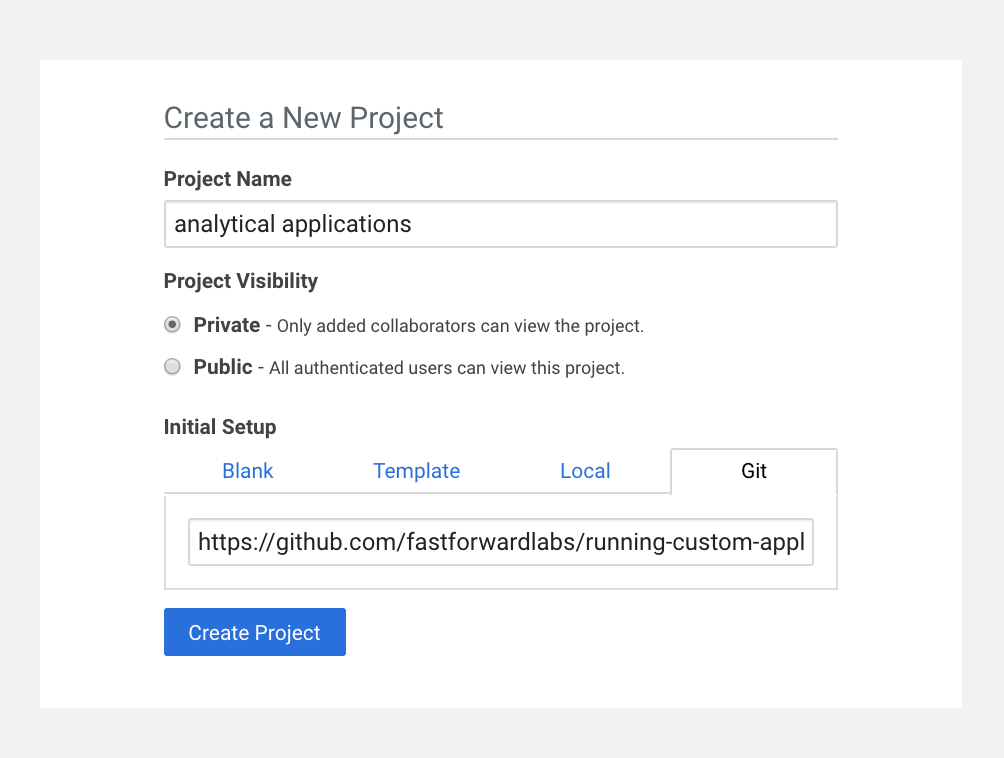 Create a New Project
Project Name
analytical applications
Project Visibility
Private - Only added collaborators can view the project.
Public - All authenticated users can view this project.
Initial Setup
Blank Template Local Git
https://github.com/fastforwardlabs/running-custom-appl
Create Project